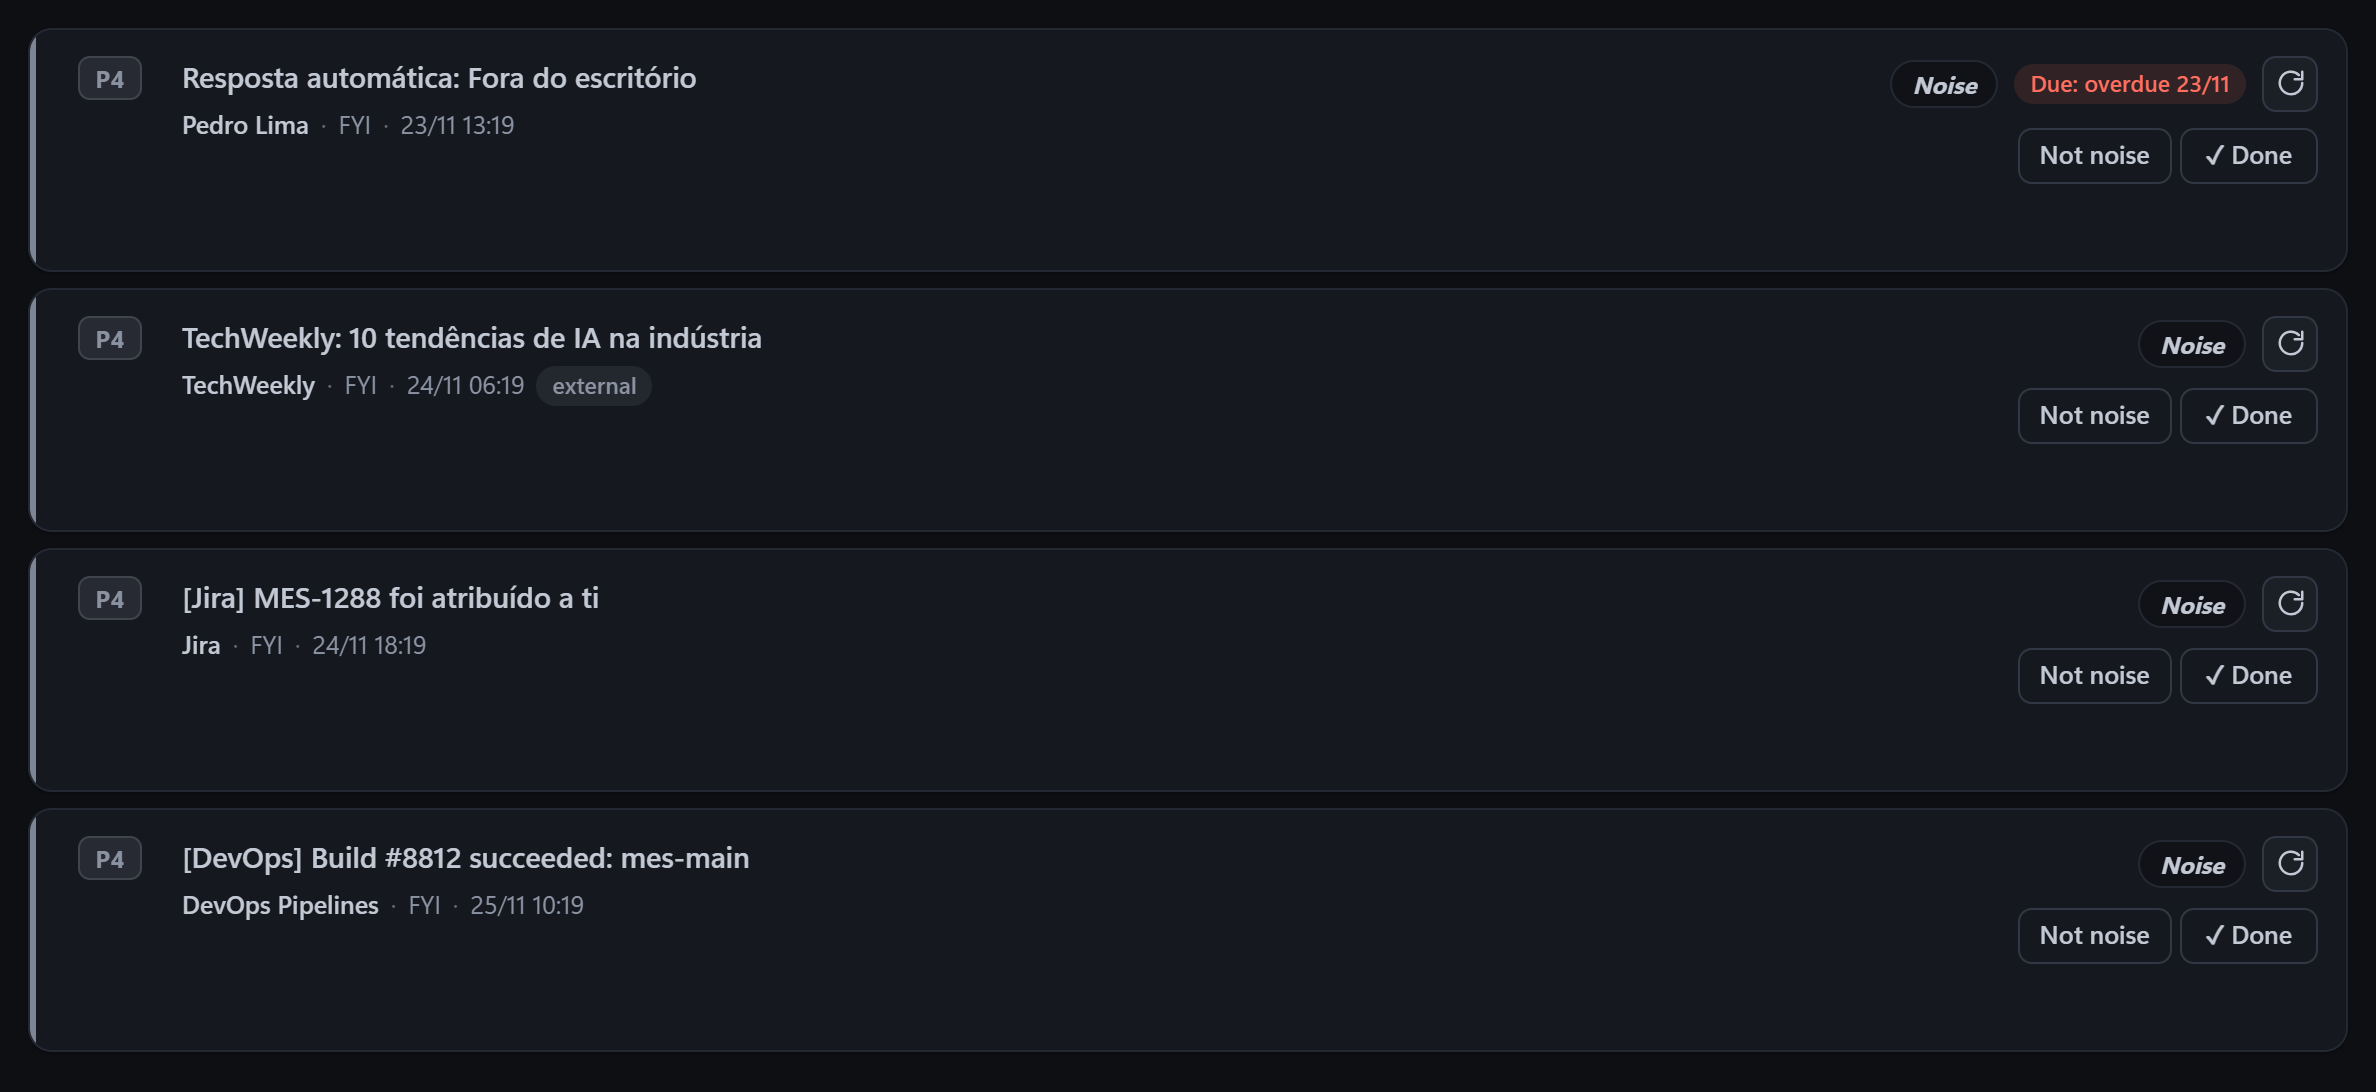 P4 Resposta automática: Fora do escritório Noise Due: overdue 23/11
Pedro Lima · FYI · 23/11 13:19
Not noise ✓ Done
P4 TechWeekly: 10 tendências de IA na indústria Noise
TechWeekly · FYI · 24/11 06:19 external
Not noise ✓ Done
P4 [Jira] MES-1288 foi atribuído a ti Noise
Jira · FYI · 24/11 18:19
Not noise ✓ Done
P4 [DevOps] Build #8812 succeeded: mes-main Noise
DevOps Pipelines · FYI · 25/11 10:19
Not noise ✓ Done